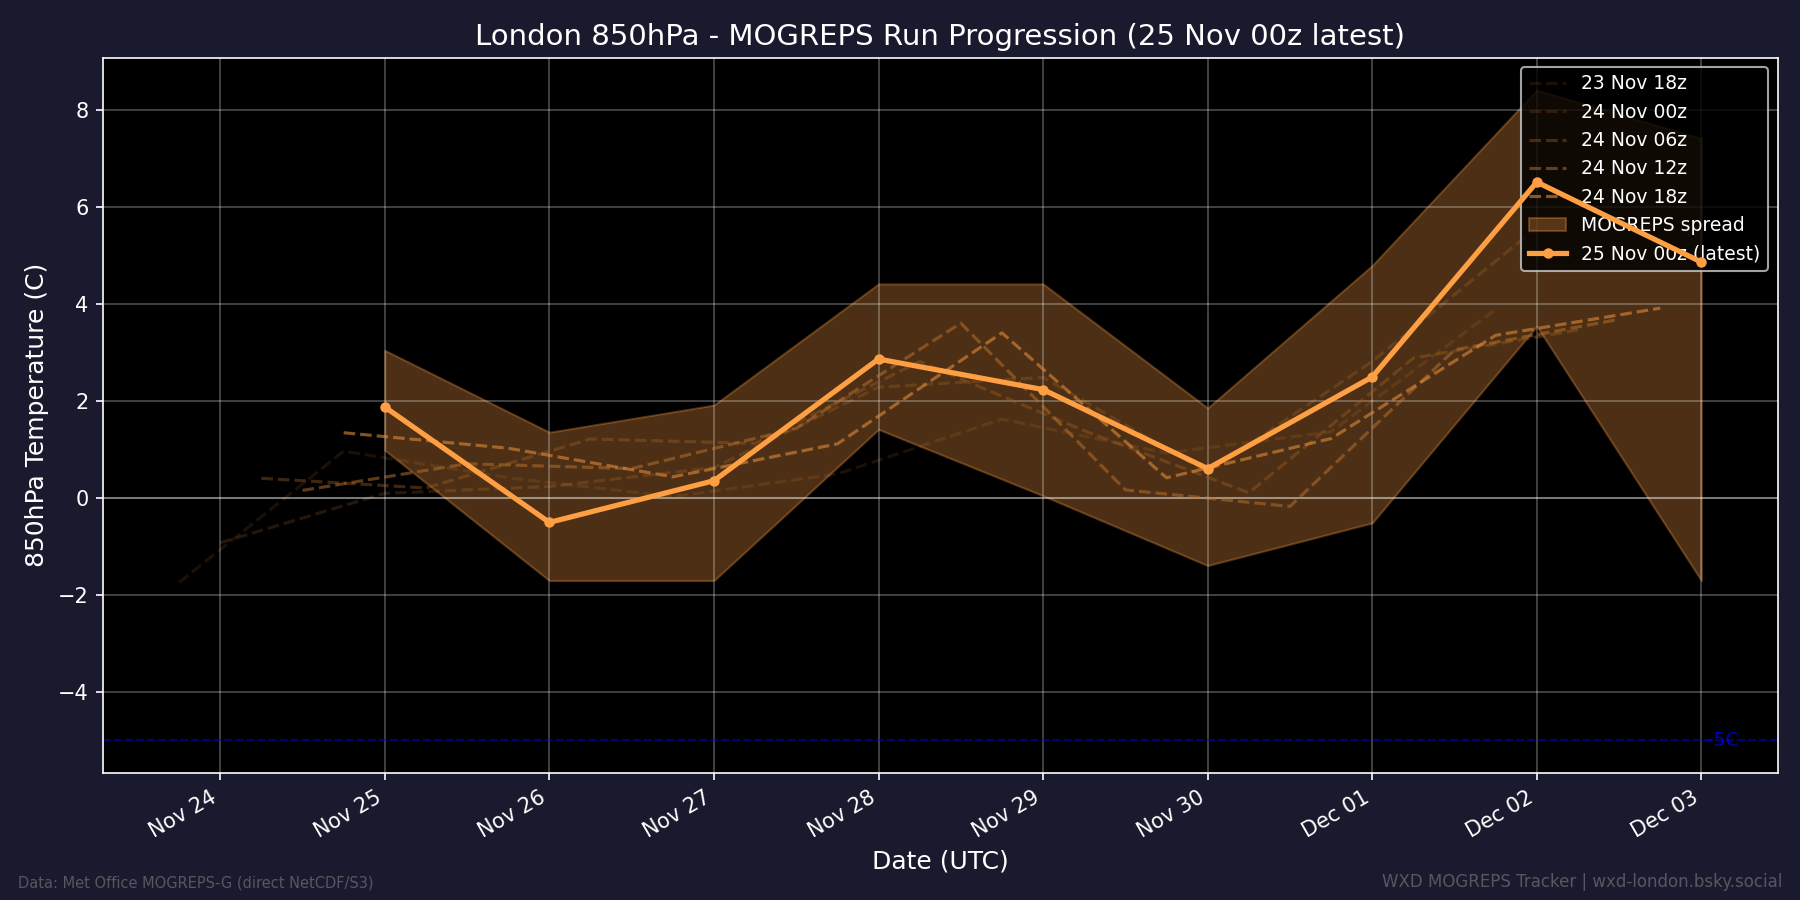 London 850hPa - MOGREPS Run Progression (25 Nov 00z latest)
23 Nov 18z
24 Nov 00z
24 Nov 06z
24 Nov 12z
24 Nov 18z
MOGREPS spread
25 Nov 00z (latest)
850hPa Temperature (C)
8
6
4
2
0
−2
−4
-5C
Nov 24
Nov 25
Nov 26
Nov 27
Nov 28
Nov 29
Nov 30
Dec 01
Dec 02
Dec 03
Date (UTC)
Data: Met Office MOGREPS-G (direct NetCDF/S3)
WXD MOGREPS Tracker | wxd-london.bsky.social